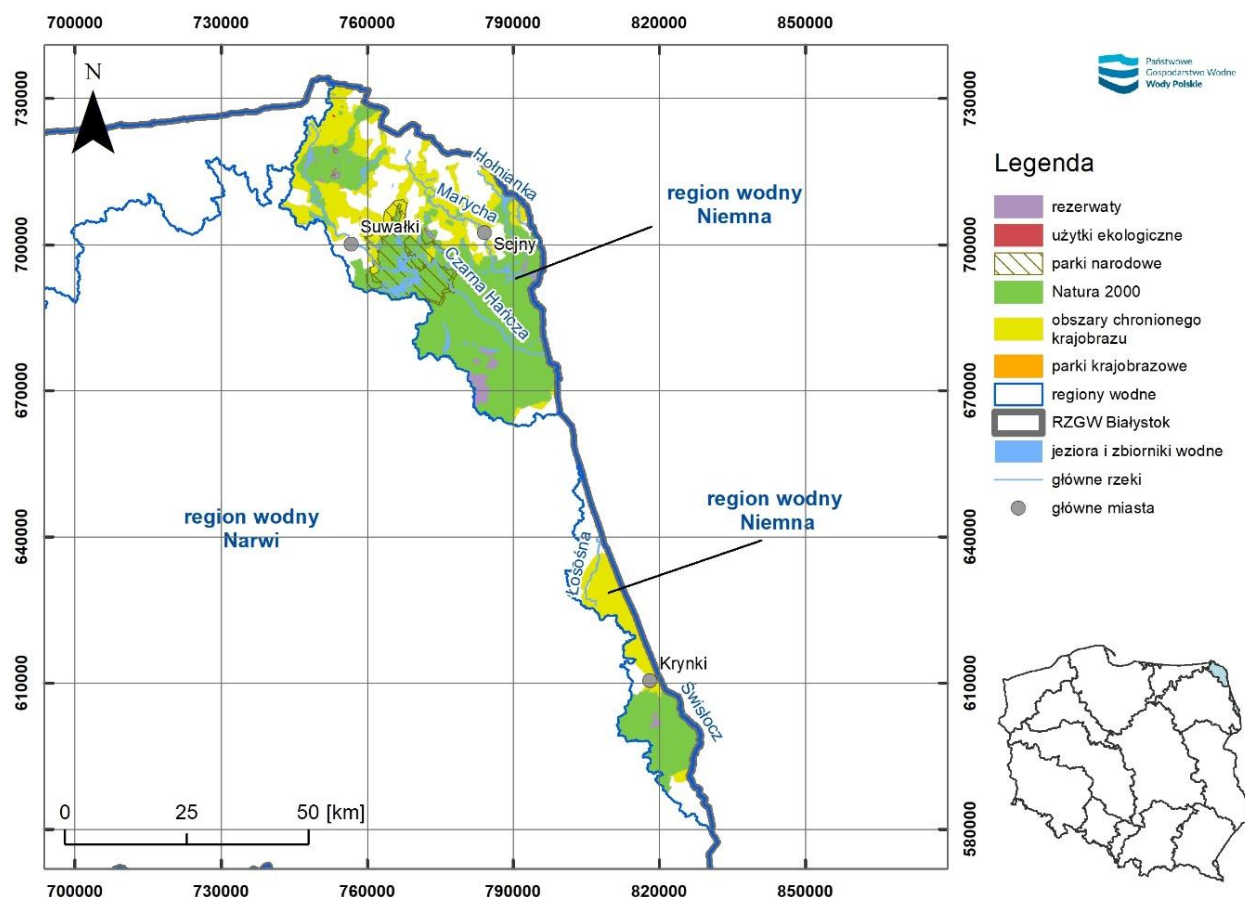 700000 730000 760000 790000 820000 850000
N
Państwowe
Gospodarstwo Wodne
Wody Polskie
730000
700000
670000
640000
610000
580000
730000
700000
670000
640000
610000
580000
Hołnianka
Marycha
Suwałki
Sejny
Czarna Hańcza
region wodny
Niemna
region wodny
Narwi
region wodny
Niemna
Łosośna
Krynki
Świsłocz
Legenda
rezerwaty
użytki ekologiczne
parki narodowe
Natura 2000
obszary chronionego
krajobrazu
parki krajobrazowe
regiony wodne
RZGW Białystok
jeziora i zbiorniki wodne
główne rzeki
główne miasta
0 25 50 [km]
700000 730000 760000 790000 820000 850000